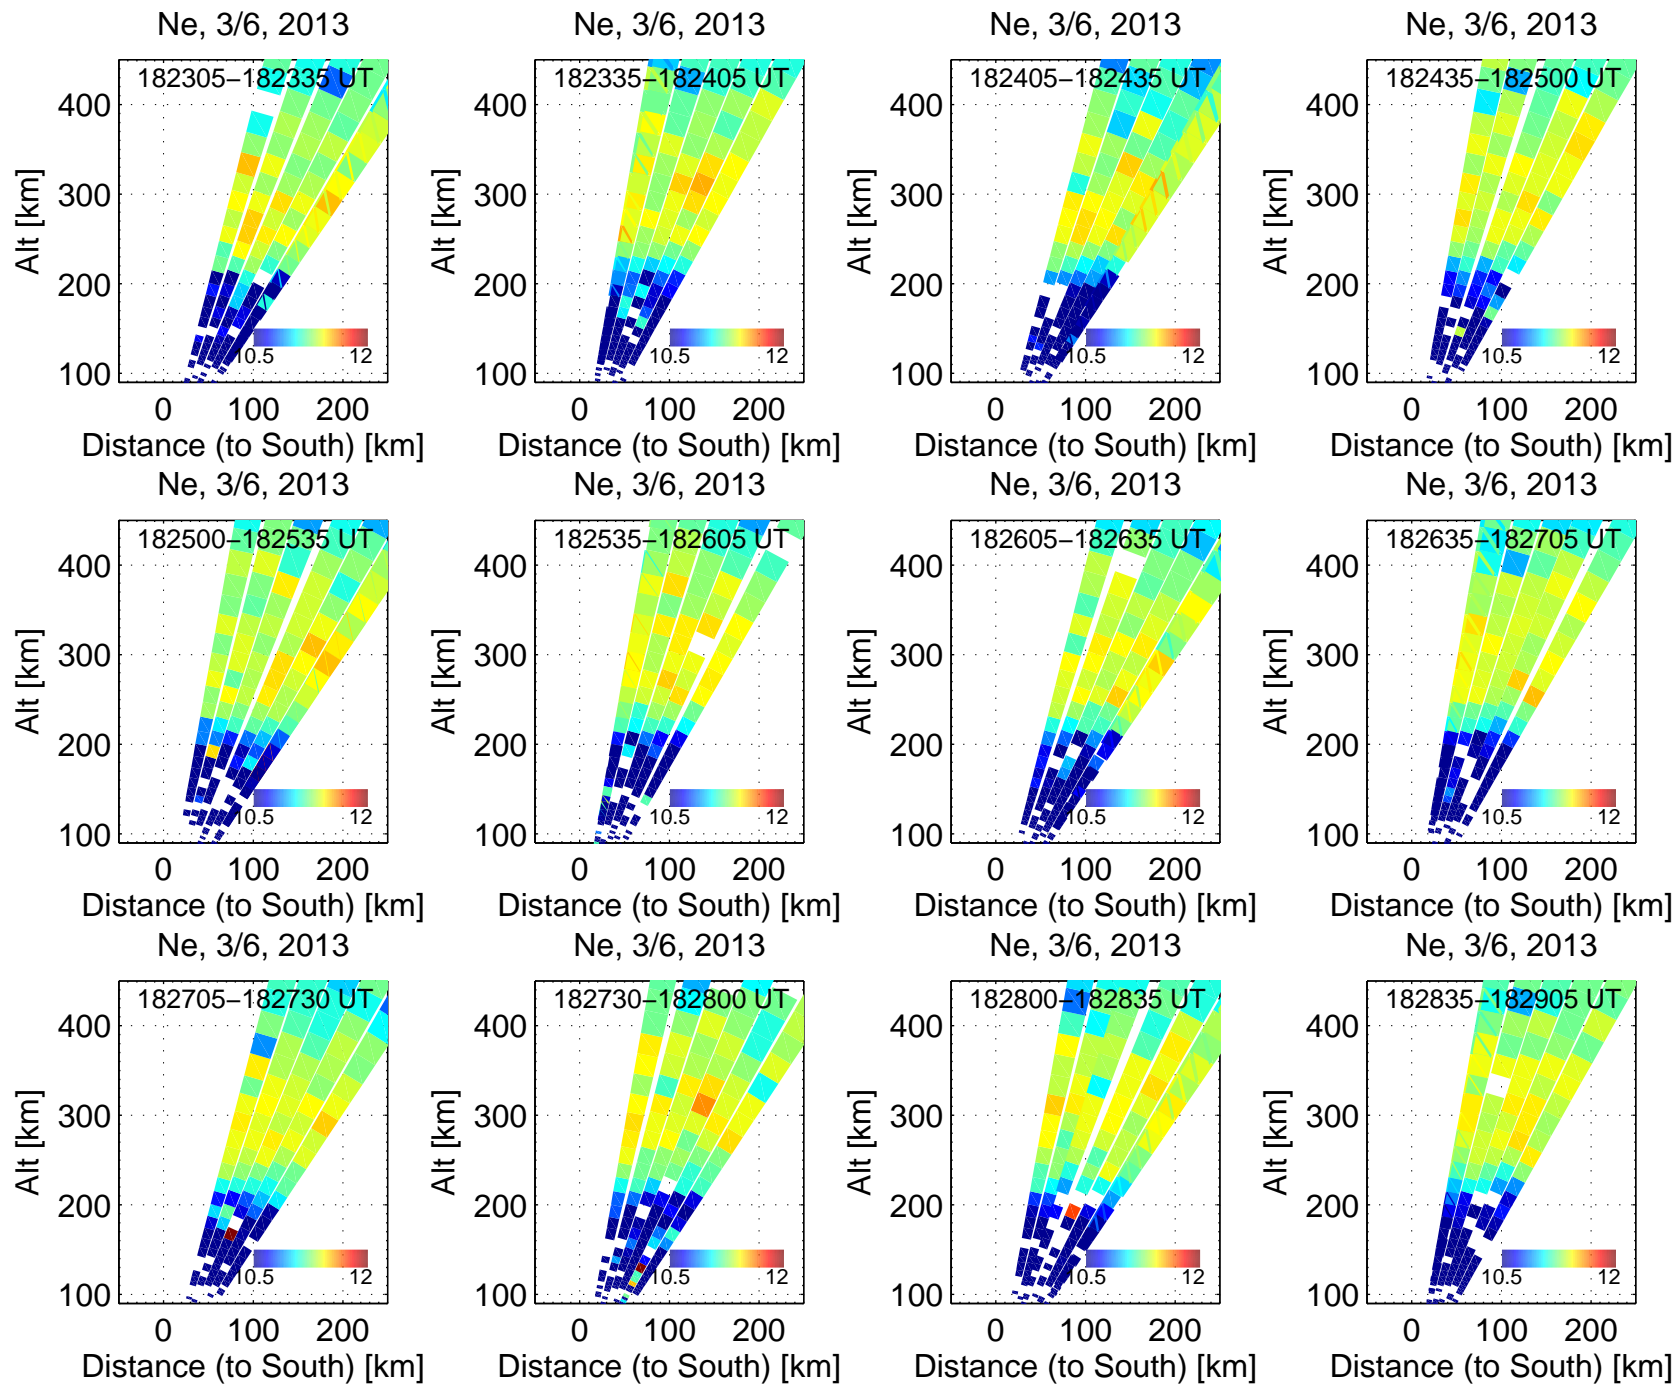 Ne, 3/6, 2013 Ne, 3/6, 2013 Ne, 3/6, 2013 Ne, 3/6, 2013
182305–182335 UT 182335–182405 UT 182405–182435 UT 182435–182500 UT
400 400 400 400
300 300 300 300
200 200 200 200
100 100 100 100
Alt [km] Alt [km] Alt [km] Alt [km]
10.5 12 10.5 12 10.5 12 10.5 12
0 100 200 0 100 200 0 100 200 0 100 200
Distance (to South) [km] Distance (to South) [km] Distance (to South) [km] Distance (to South) [km]
Ne, 3/6, 2013 Ne, 3/6, 2013 Ne, 3/6, 2013 Ne, 3/6, 2013
182500–182535 UT 182535–182605 UT 182605–182635 UT 182635–182705 UT
400 400 400 400
300 300 300 300
200 200 200 200
100 100 100 100
Alt [km] Alt [km] Alt [km] Alt [km]
10.5 12 10.5 12 10.5 12 10.5 12
0 100 200 0 100 200 0 100 200 0 100 200
Distance (to South) [km] Distance (to South) [km] Distance (to South) [km] Distance (to South) [km]
Ne, 3/6, 2013 Ne, 3/6, 2013 Ne, 3/6, 2013 Ne, 3/6, 2013
182705–182730 UT 182730–182800 UT 182800–182835 UT 182835–182905 UT
400 400 400 400
300 300 300 300
200 200 200 200
100 100 100 100
Alt [km] Alt [km] Alt [km] Alt [km]
10.5 12 10.5 12 10.5 12 10.5 12
0 100 200 0 100 200 0 100 200 0 100 200
Distance (to South) [km] Distance (to South) [km] Distance (to South) [km] Distance (to South) [km]